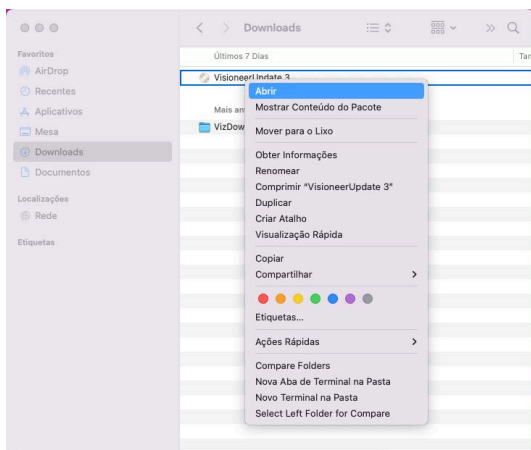 Downloads
Favoritos
AirDrop
Recentes
Aplicativos
Mesa
Downloads
Documentos
Localizações
Rede
Etiquetas
Últimos 7 Dias
Tam
VisioneerUpdate 3
Mais an
VizDow
Abrir
Mostrar Conteúdo do Pacote
Mover para o Lixo
Obter Informações
Renomear
Comprimir “VisioneerUpdate 3”
Duplicar
Criar Atalho
Visualização Rápida
Copiar
Compartilhar
Etiquetas...
Ações Rápidas
Compare Folders
Nova Aba de Terminal na Pasta
Novo Terminal na Pasta
Select Left Folder for Compare